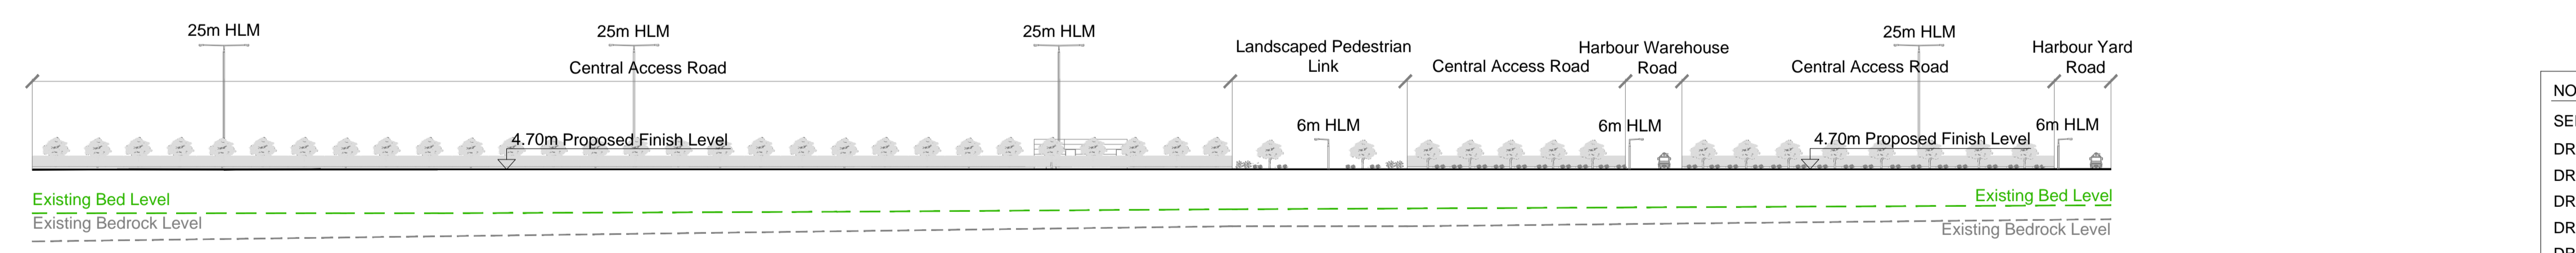 25m HLM
25m HLM
25m HLM
25m HLM
Landscaped Pedestrian
Link
Harbour Warehouse
Road
Harbour Yard
Road
Central Access Road
Central Access Road
Central Access Road
6m HLM
6m HLM
6m HLM
4.70m Proposed Finish Level
4.70m Proposed Finish Level
Existing Bed Level
Existing Bed Level
Existing Bedrock Level
Existing Bedrock Level
NO
SE
DR
DR
DR
DR